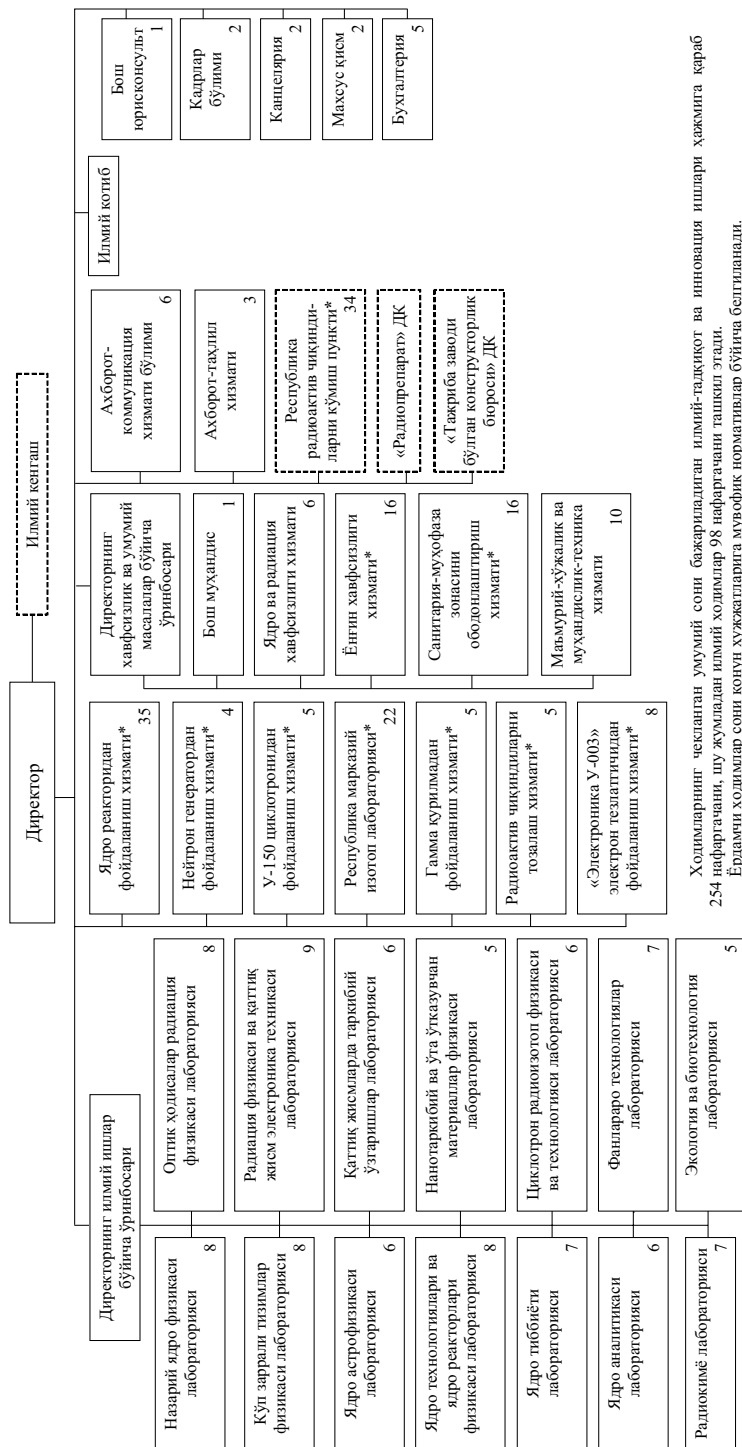 Директор
Илмий кенгаш
Директорнинг илмий ишлар
бўйича ўринбосари
Назарий ядро физикаси
лабораторияси
8
Кўп заррали тизимлар
физикаси лабораторияси
8
Ядро астрофизикаси
лабораторияси
6
Ядро технологиялари ва
ядро реакторлари
физикаси лабораторияси
8
Ядро тиббиёти
лабораторияси
7
Ядро аналитикаси
лабораторияси
6
Радиокимё лабораторияси
7
Оптик ҳодисалар радиация
физикаси лабораторияси
8
Радиация физикаси ва қаттиқ
жисм электроника техникаси
лабораторияси
9
Қаттиқ жисмларда таркибий
ўзгаришлар лабораторияси
6
Нанотаркибий ва ўта ўтказувчан
материаллар физикаси
лабораторияси
5
Циклотрон радиоизотоп физикаси
ва технологияси лабораторияси
6
Фанлараро технологиялар
лабораторияси
7
Экология ва биотехнология
лабораторияси
5
Ядро реакторидан
фойдаланиш хизмати*
35
Нейтрон генератордан
фойдаланиш хизмати*
4
У-150 циклотронидан
фойдаланиш хизмати*
5
Республика марказий
изотоп лабораторияси*
22
Гамма қурилмадан
фойдаланиш хизмати*
5
Радиоактив чиқиндиларни
тозалаш хизмати*
5
«Электроника У-003»
электрон тезлатгичидан
фойдаланиш хизмати*
8
Директорнинг
хавфсизлик ва умумий
масалалар бўйича
ўринбосари
Бош муҳандис
1
Ядро ва радиация
хавфсизлиги хизмати
6
Ёнғин хавфсизлиги
хизмати*
16
Санитария-муҳофаза
зонасини
ободонлаштириш
хизмати*
16
Маъмурий-хўжалик ва
муҳандислик-техника
хизмати
10
Ахборот-
коммуникация
хизмати бўлими
6
Ахборот-таҳлил
хизмати
3
Республика
радиоактив чиқинди-
ларни кўмиш пункти*
34
«Радиопрепарат» ДК
«Тажриба заводи
бўлган конструкторлик
бюроси» ДК
Илмий котиб
Бош
юрисконсульт
1
Кадрлар
бўлими
2
Канцелярия
2
Махсус қисм
2
Бухгалтерия
5
Ходимларнинг чекланган умумий сони бажариладиган илмий-тадқиқот ва инновация ишлари ҳажмига қараб
254 нафаргачани, шу жумладан илмий ходимлар 98 нафаргачани ташкил этади.
Ёрдамчи ходимлар сони қонун ҳужжатларига мувофиқ нормативлар бўйича белгиланади.